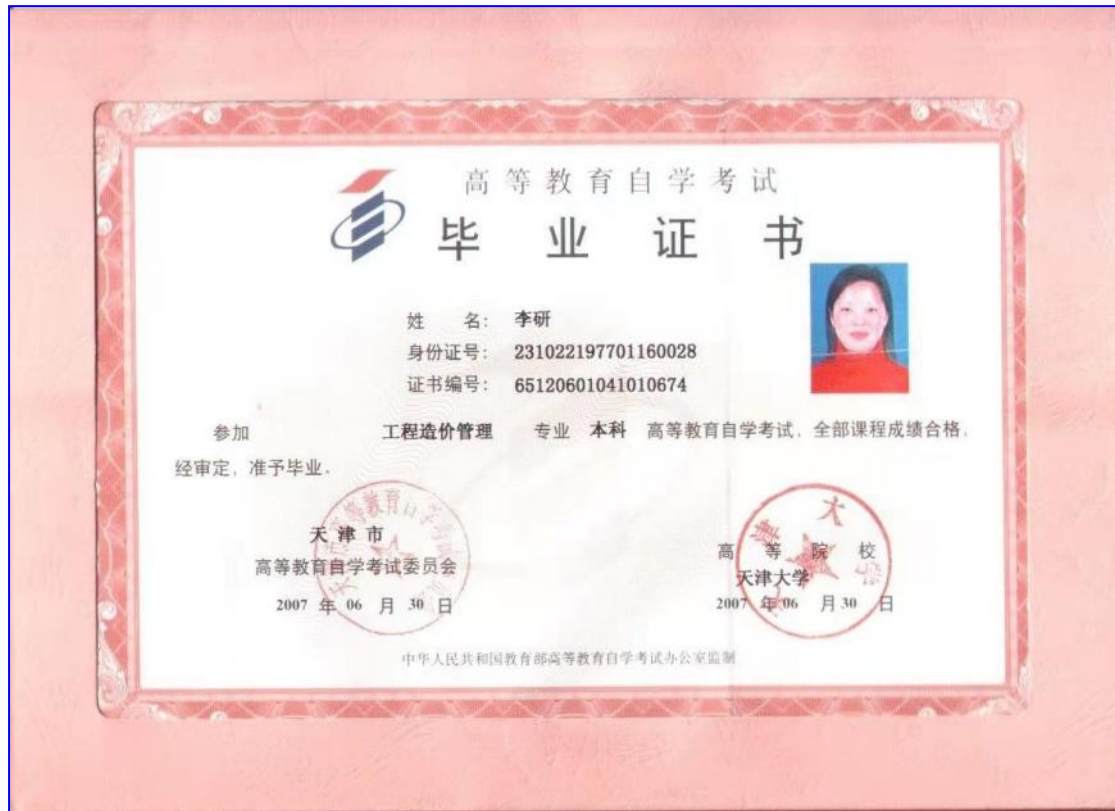 高等教育自学考试
毕业证书
姓 名： 李研
身份证号： 231022197701160028
证书编号： 65120601041010674
参加 工程造价管理 专业 本科 高等教育自学考试，全部课程成绩合格，
经审定，准予毕业。
天津市
高等教育自学考试委员会
2007 年 06 月 30 日
高等院校
天津大学
2007 年 06 月 30 日
天津大学
中华人民共和国教育部高等教育自学考试办公室监制